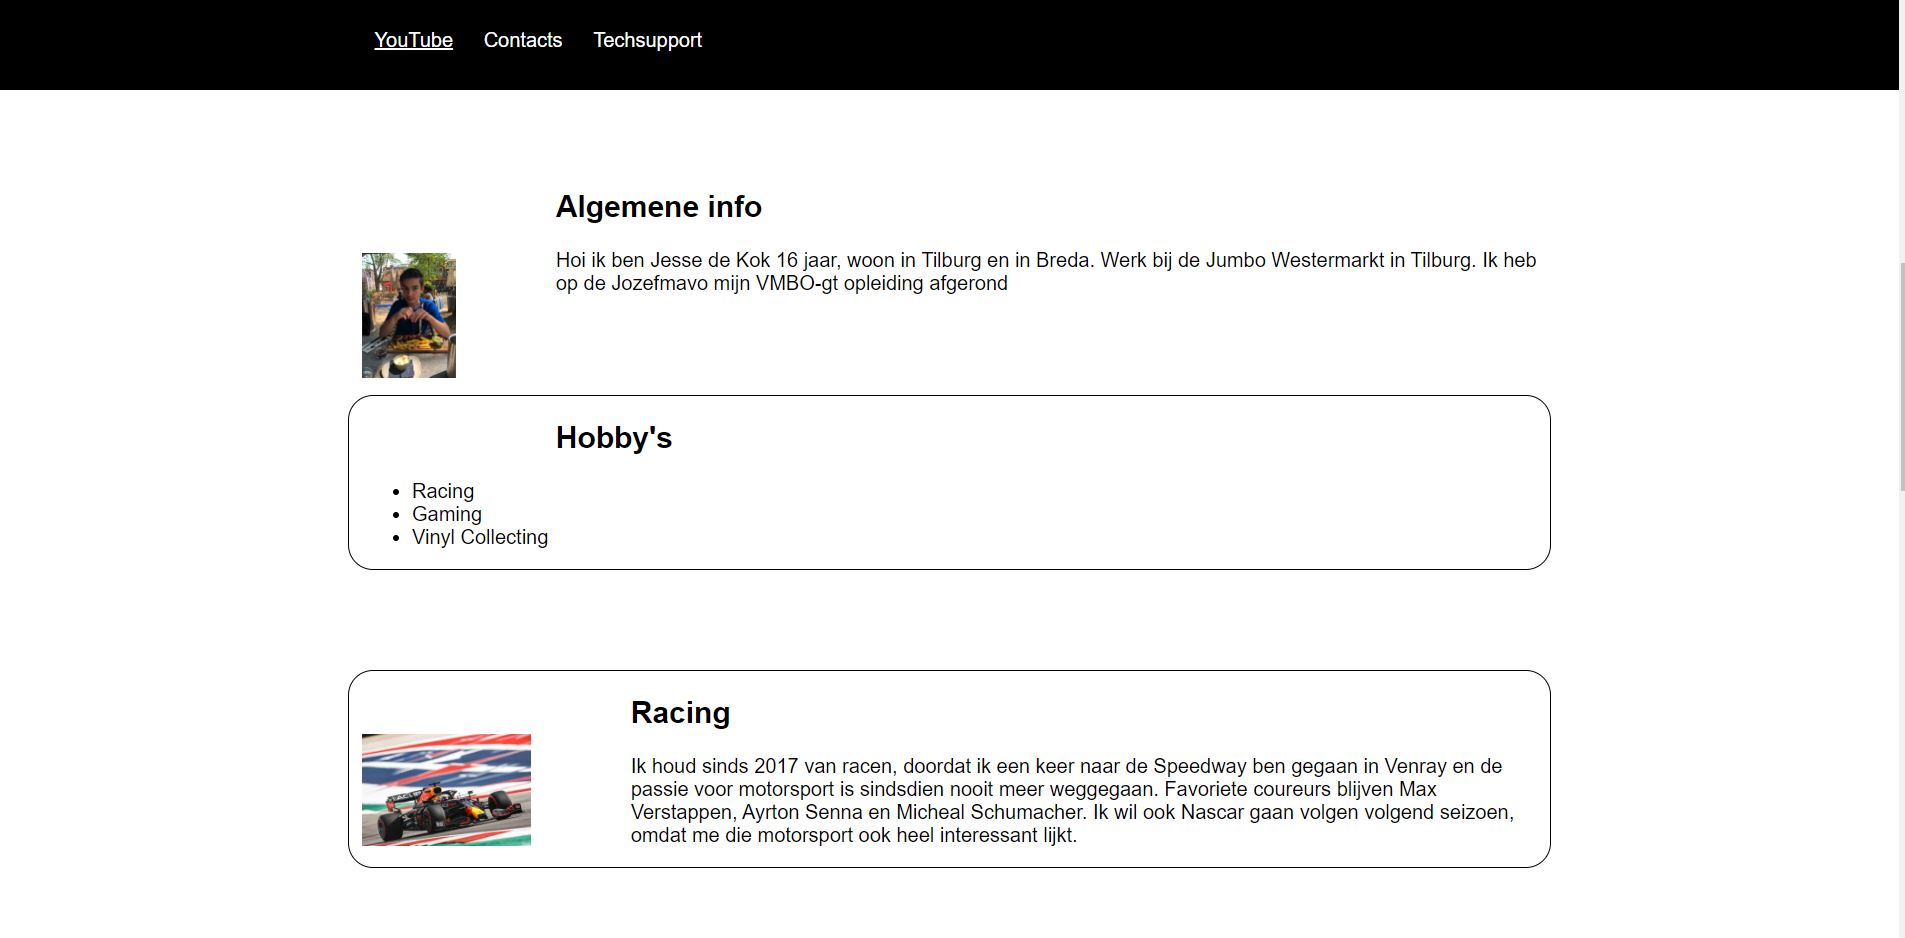 YouTube Contacts Techsupport
Algemene info
Hoi ik ben Jesse de Kok 16 jaar, woon in Tilburg en in Breda. Werk bij de Jumbo Westermarkt in Tilburg. Ik heb
op de Jozefmavo mijn VMBO-gt opleiding afgerond
Hobby's
Racing
Gaming
Vinyl Collecting
Racing
Ik houd sinds 2017 van racen, doordat ik een keer naar de Speedway ben gegaan in Venray en de
passie voor motorsport is sindsdien nooit meer weggegaan. Favoriete coureurs blijven Max
Verstappen, Ayrton Senna en Micheal Schumacher. Ik wil ook Nascar gaan volgen volgend seizoen,
omdat me die motorsport ook heel interessant lijkt.